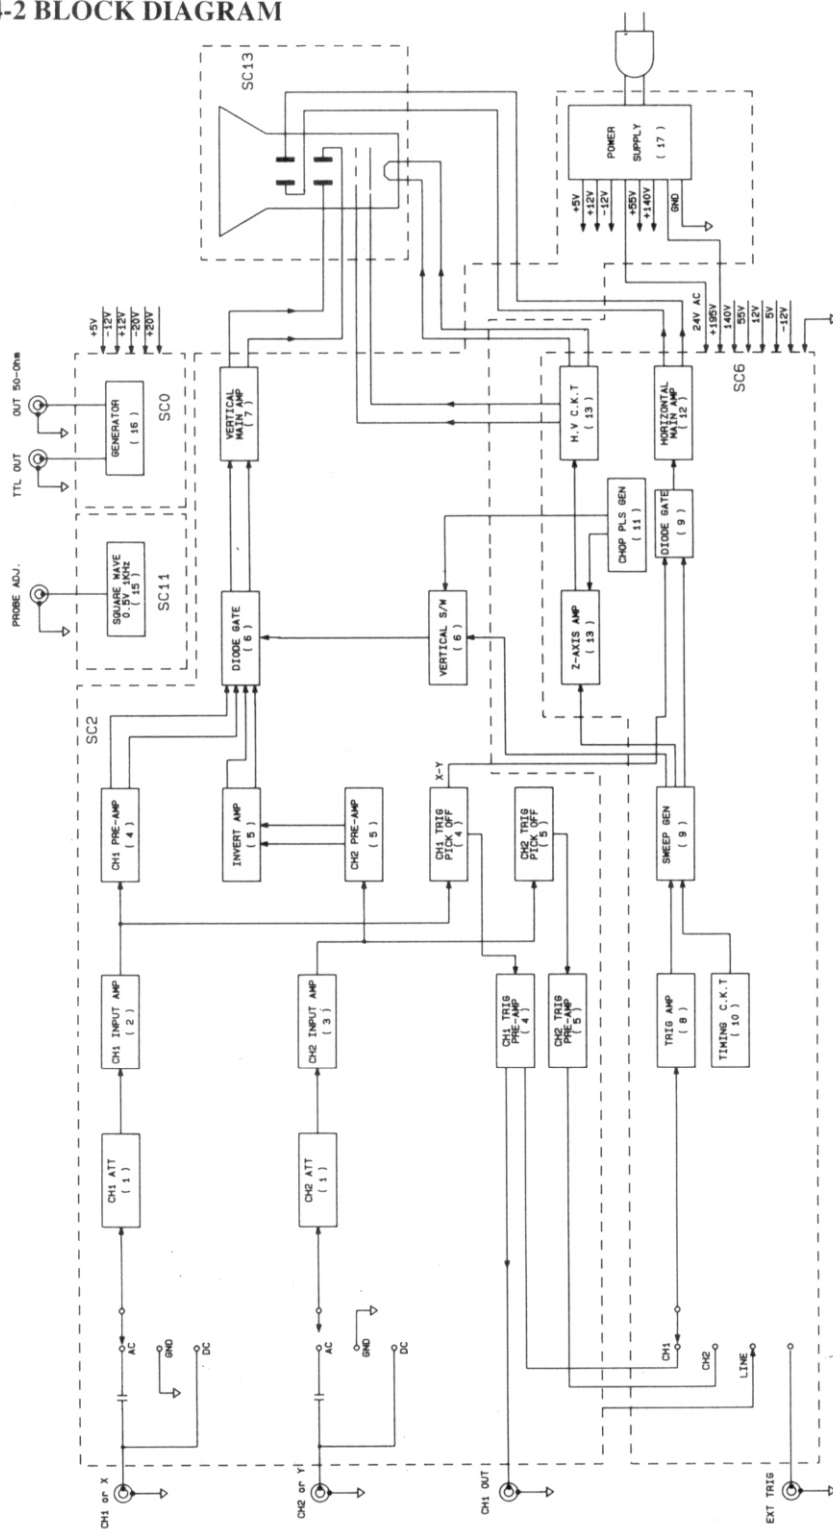 4-2 BLOCK DIAGRAM
SC13
POWER
SUPPLY
( 17 )
+5V
+12V
-12V
+55V
+140V
GND
24V AC
+195V
140V
55V
12V
5V
-12V
SC6
+5V
-12V
+12V
-20V
+20V
OUT 50-Ohm
TTL OUT
GENERATOR
( 16 )
SC0
PROBE ADJ.
SQUARE WAVE
0.5V 1KHz
( 15 )
SC11
VERTICAL
MAIN AMP
( 7 )
H.V C.K.T
( 13 )
HORIZONTAL
MAIN AMP
( 12 )
CHOP PLS GEN
( 11 )
DIODE GATE
( 9 )
DIODE GATE
( 6 )
VERTICAL S/W
( 6 )
Z-AXIS AMP
( 13 )
SC2
CH1 PRE-AMP
( 4 )
INVERT AMP
( 5 )
CH2 PRE-AMP
( 5 )
X-Y
CH1 TRIG
PICK OFF
( 4 )
CH2 TRIG
PICK OFF
( 5 )
SWEEP GEN
( 9 )
CH1 INPUT AMP
( 2 )
CH2 INPUT AMP
( 3 )
CH1 TRIG
PRE-AMP
( 4 )
CH2 TRIG
PRE-AMP
( 5 )
TRIG AMP
( 8 )
TIMING C.K.T
( 10 )
CH1 ATT
( 1 )
CH2 ATT
( 1 )
AC
GND
DC
AC
GND
DC
CH1
CH2
LINE
CH1 or X
CH2 or Y
CH1 OUT
EXT TRIG